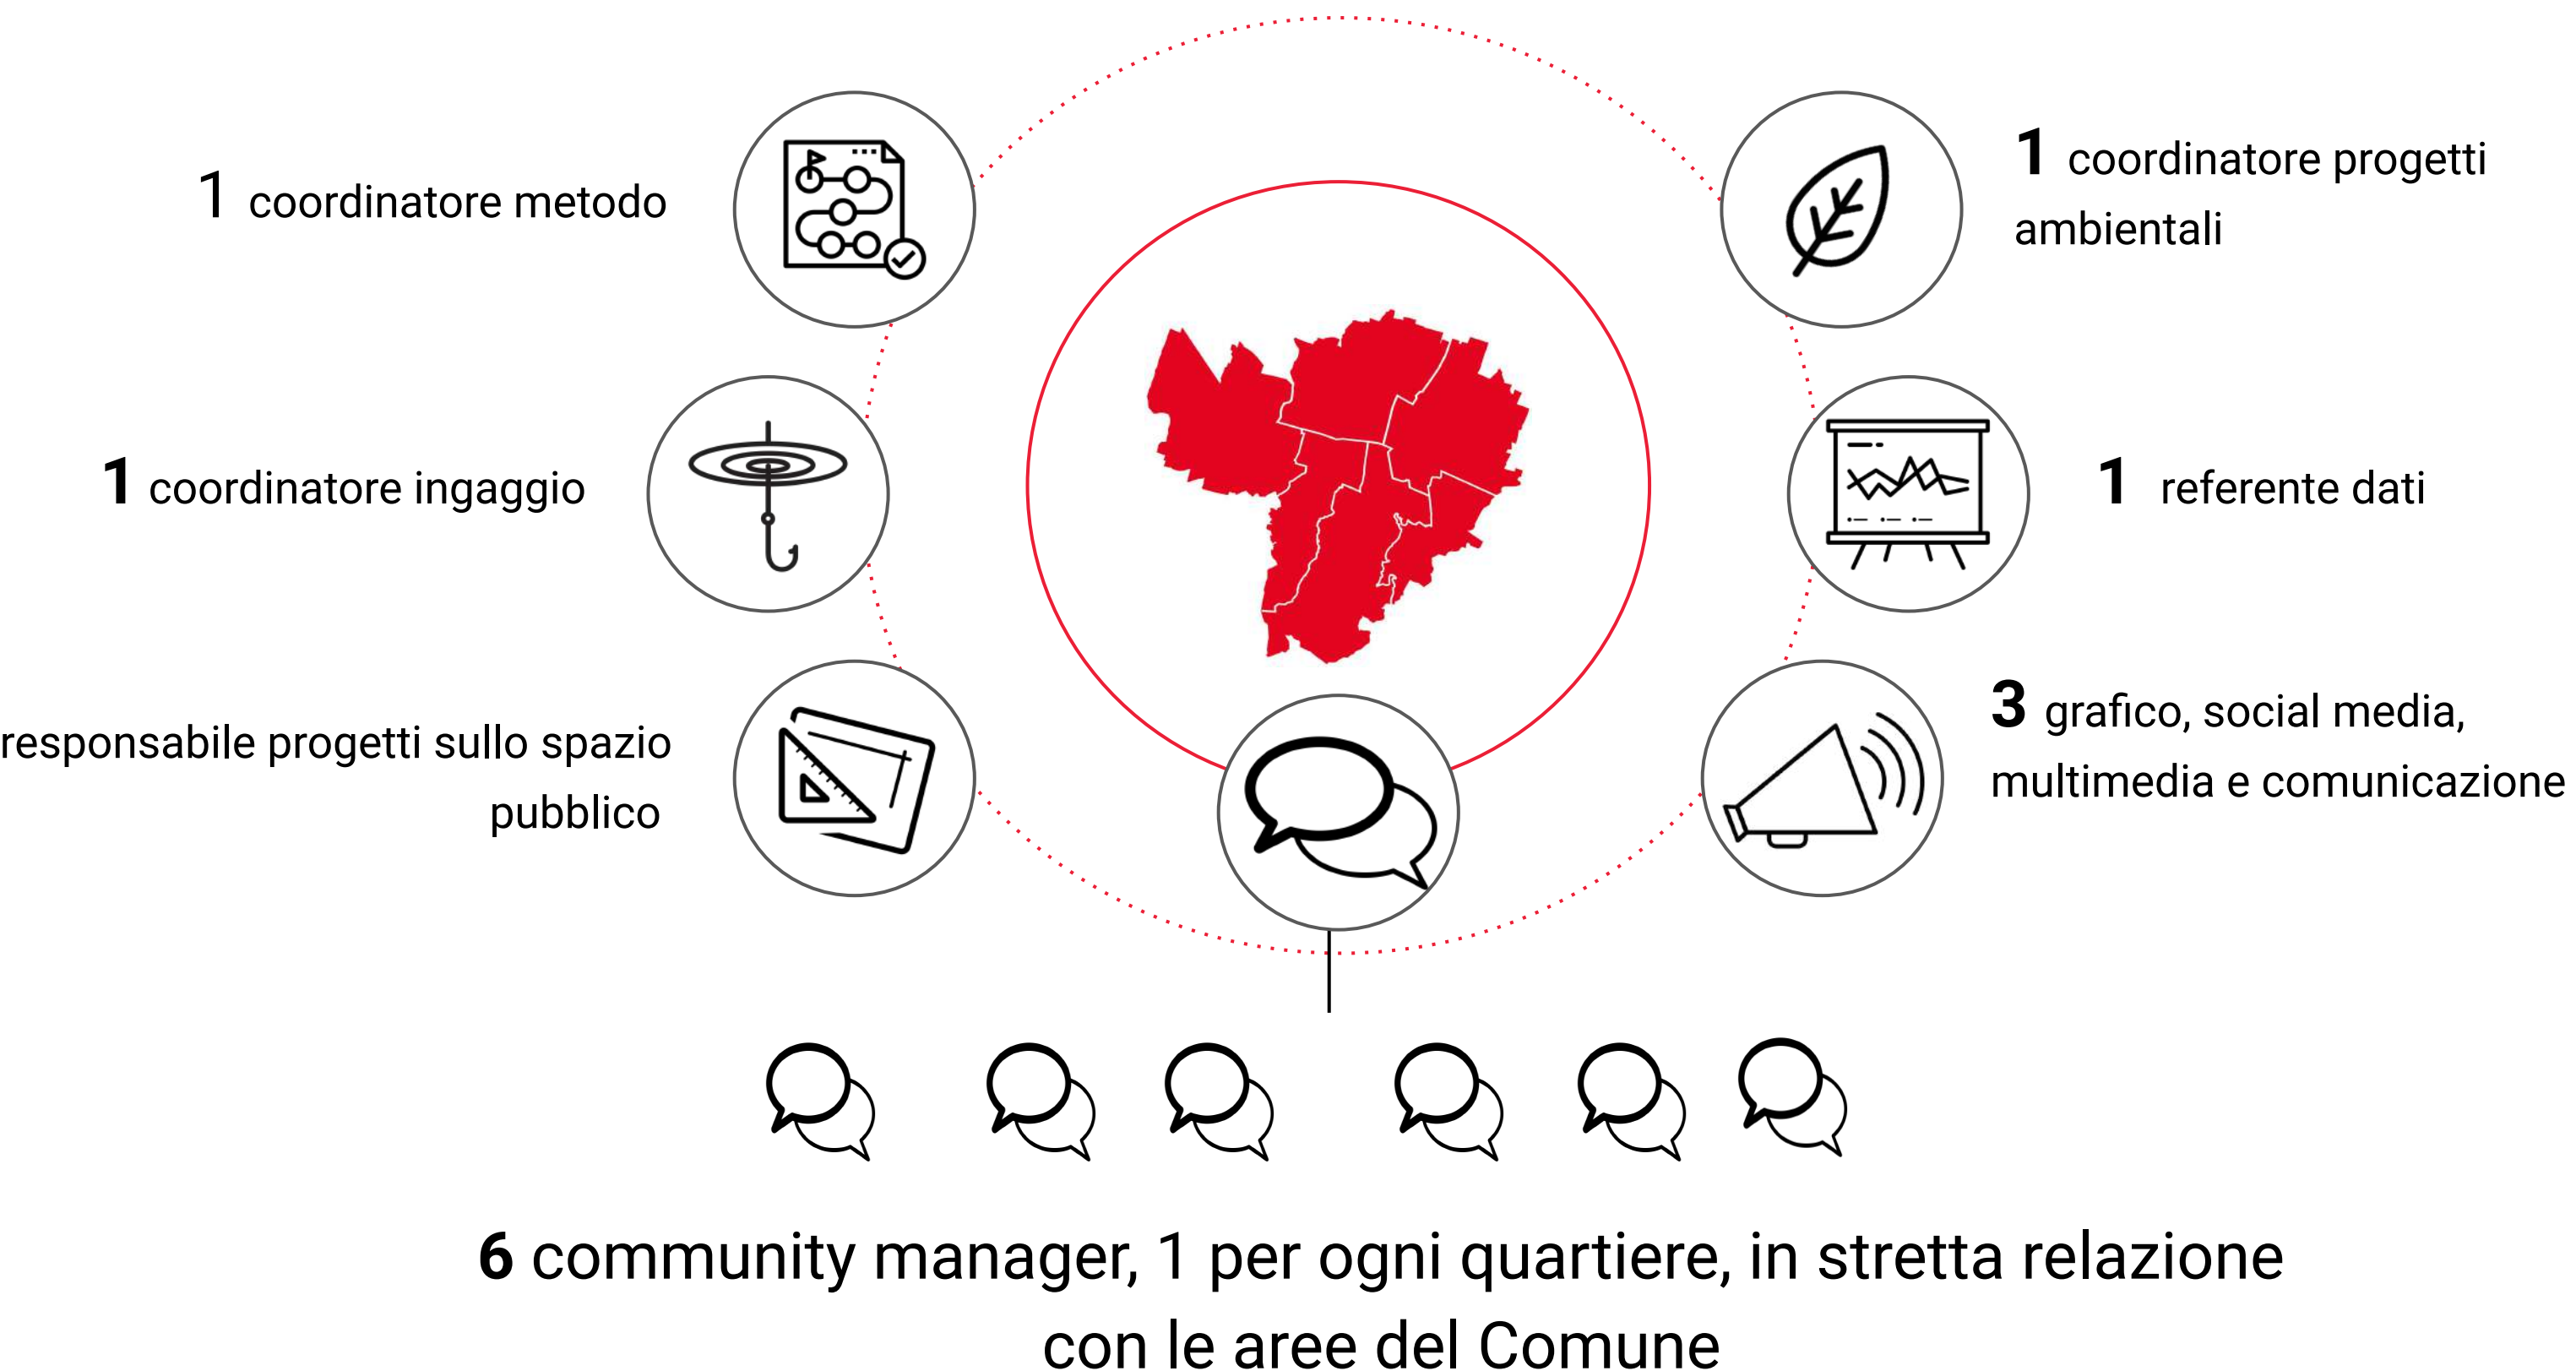 1 coordinatore metodo
1 coordinatore ingaggio
responsabile progetti sullo spazio
pubblico
1 coordinatore progetti
ambientali
1 referente dati
3 grafico, social media,
multimedia e comunicazione
6 community manager, 1 per ogni quartiere, in stretta relazione
con le aree del Comune